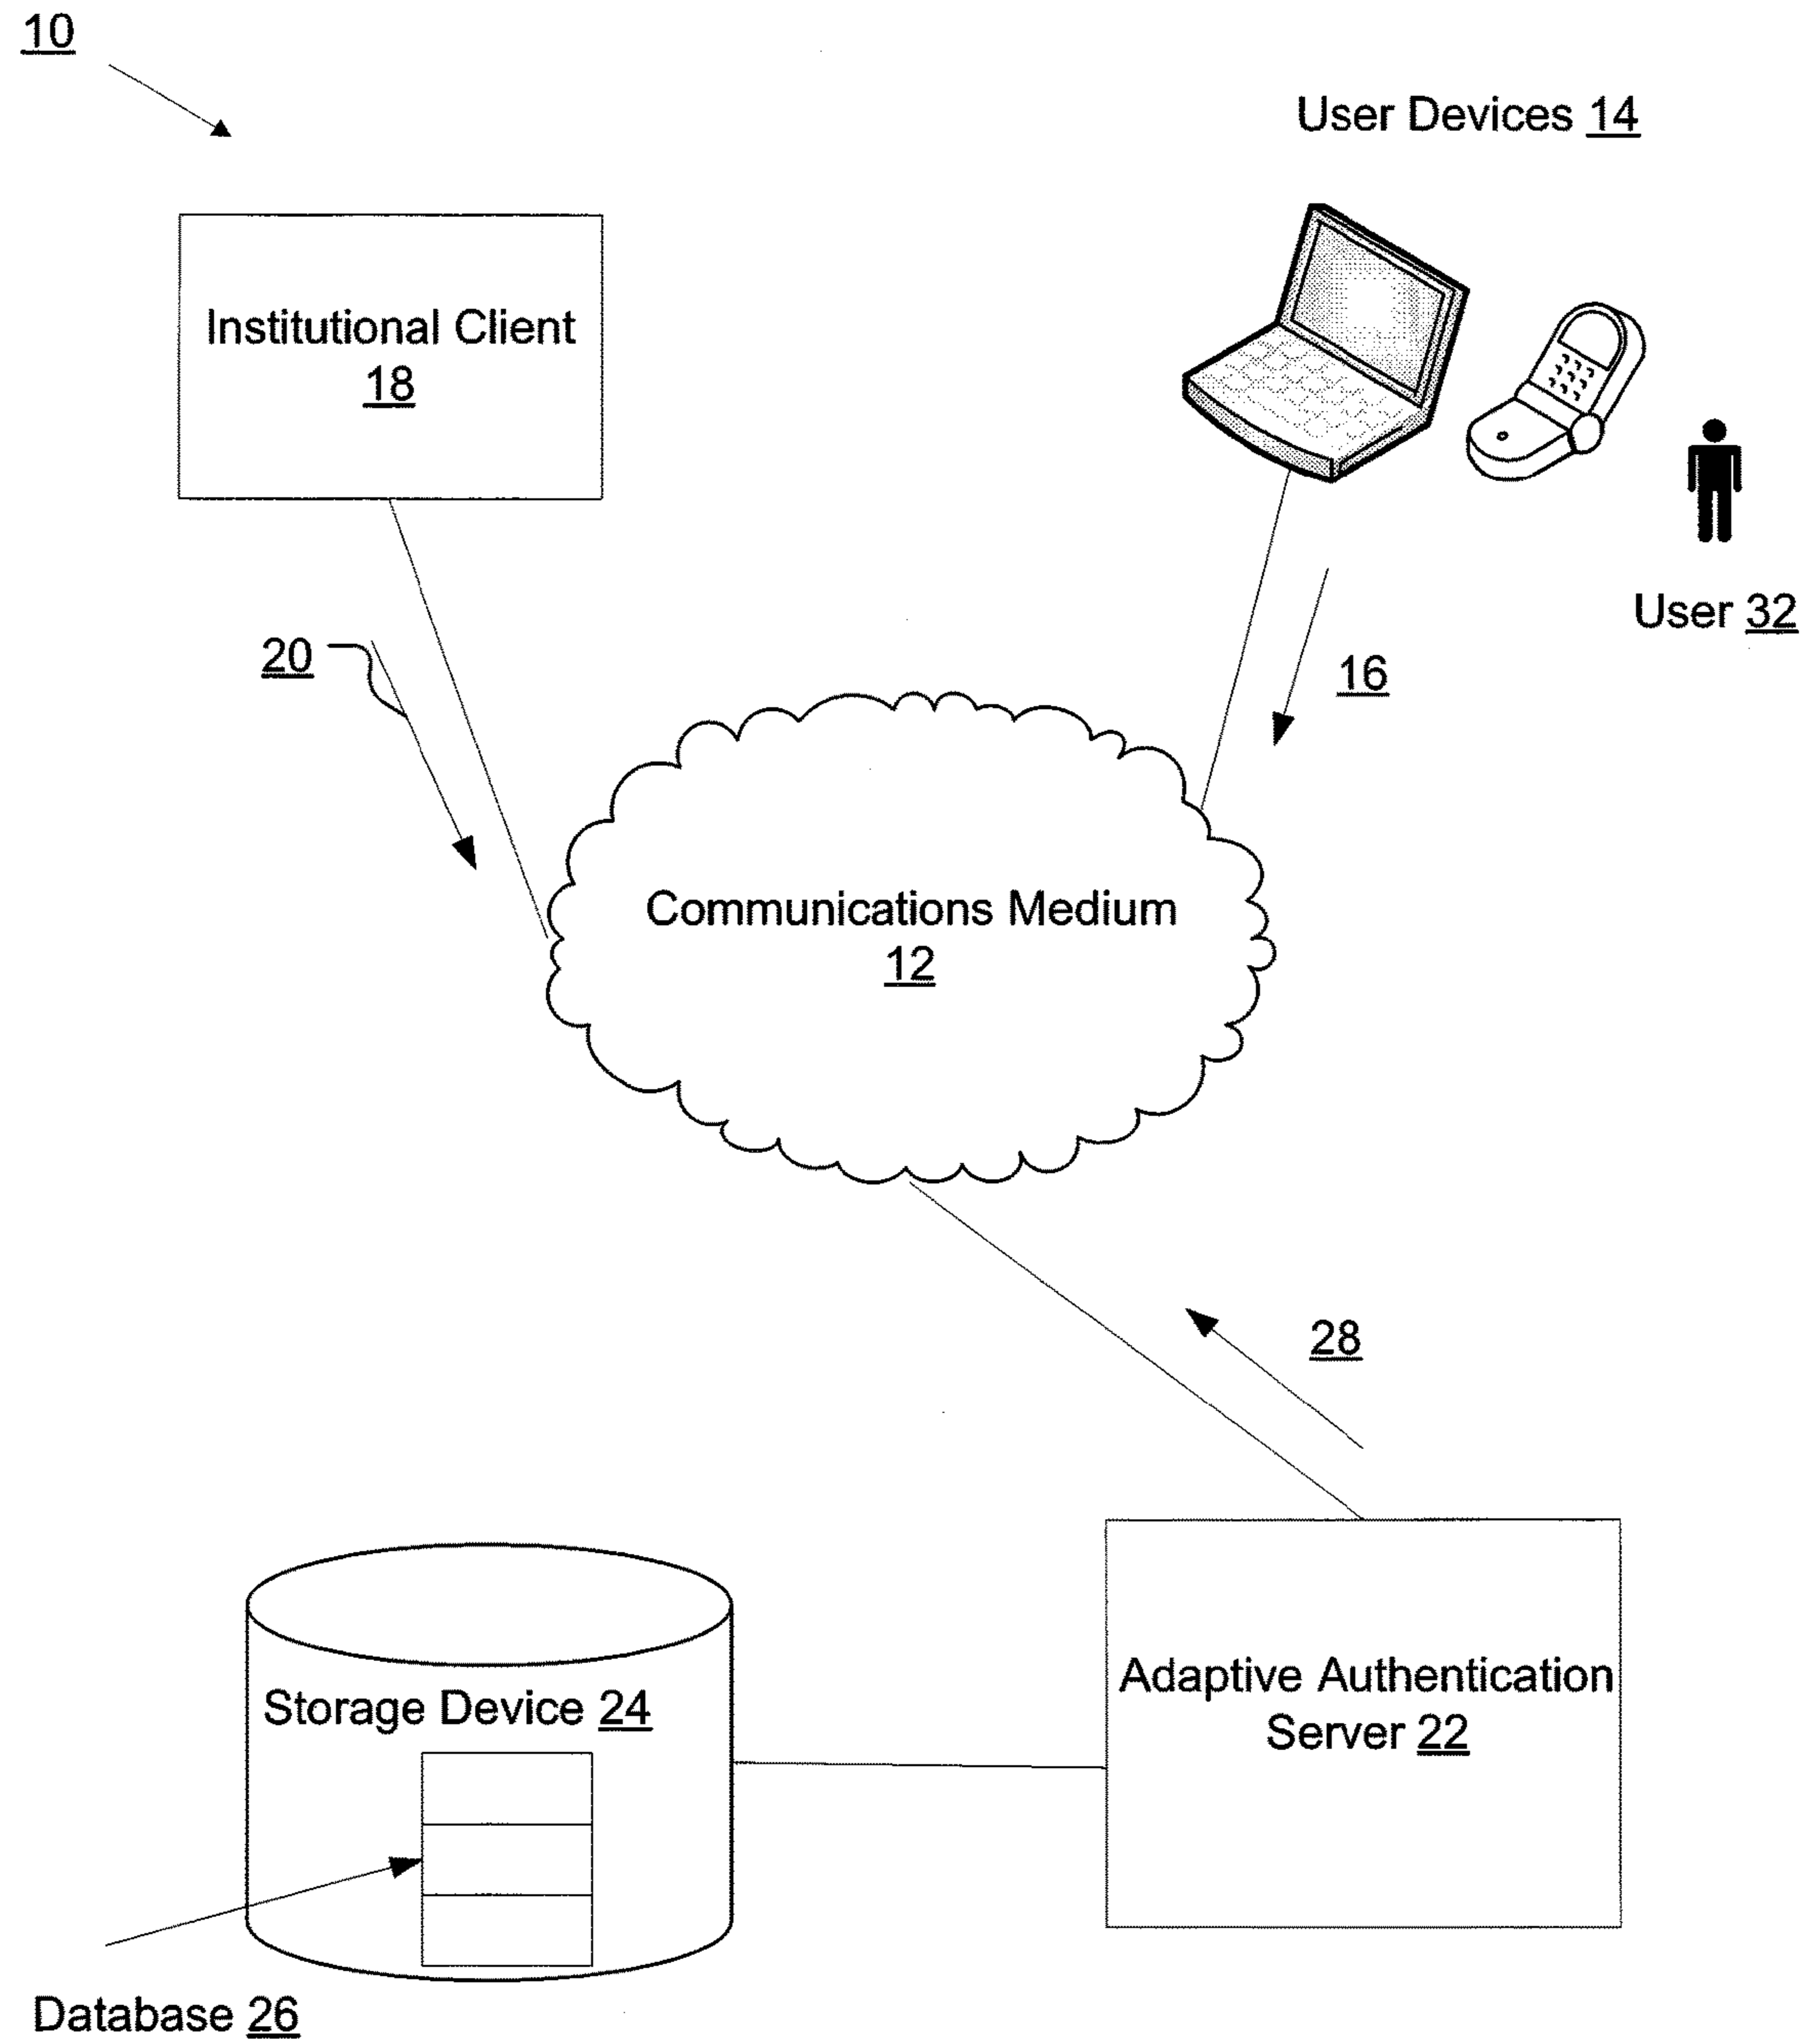 10
User Devices 14
Institutional Client
18
User 32
20
16
Communications Medium
12
28
Adaptive Authentication
Server 22
Storage Device 24
Database 26